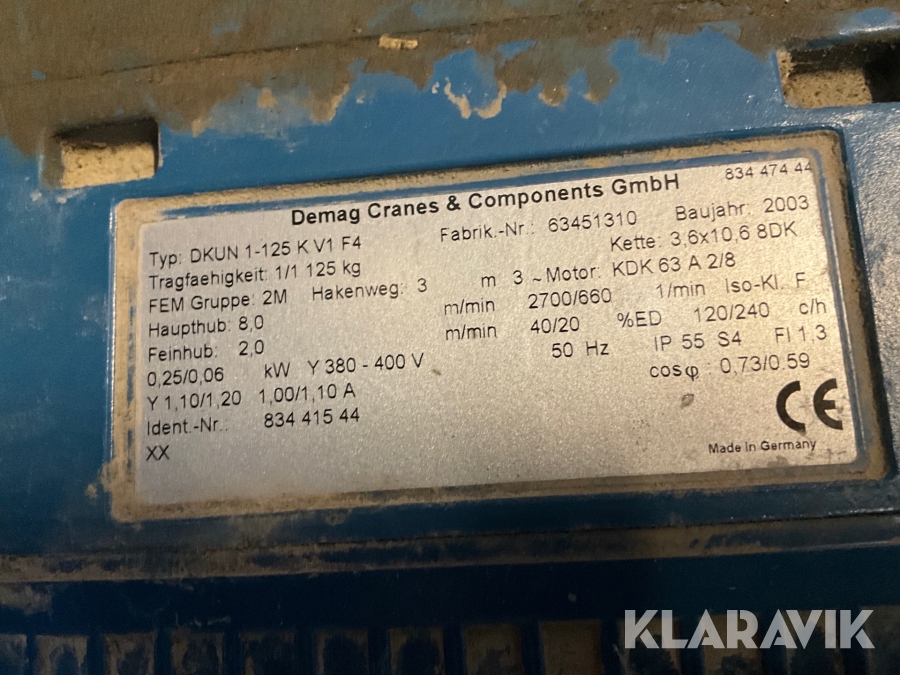 834 474 44
Demag Cranes & Components GmbH
Typ: DKUN 1-125 K V1 F4 Fabrik.-Nr.: 63451310 Baujahr: 2003
Tragfaehigkeit: 1/1 125 kg Kette: 3,6x10,6 8DK
FEM Gruppe: 2M Hakenweg: 3 m 3 ~ Motor: KDK 63 A 2/8
Haupthub: 8,0 m/min 2700/660 1/min Iso-Kl. F
Feinhub: 2,0 m/min 40/20 %ED 120/240 c/h
0,25/0,06 kW Y 380 - 400 V 50 Hz IP 55 S4 FI 1,3
Y 1,10/1,20 1,00/1,10 A cosφ : 0,73/0.59
Ident.-Nr.: 834 415 44
XX
CE
Made in Germany
KLARAVIK